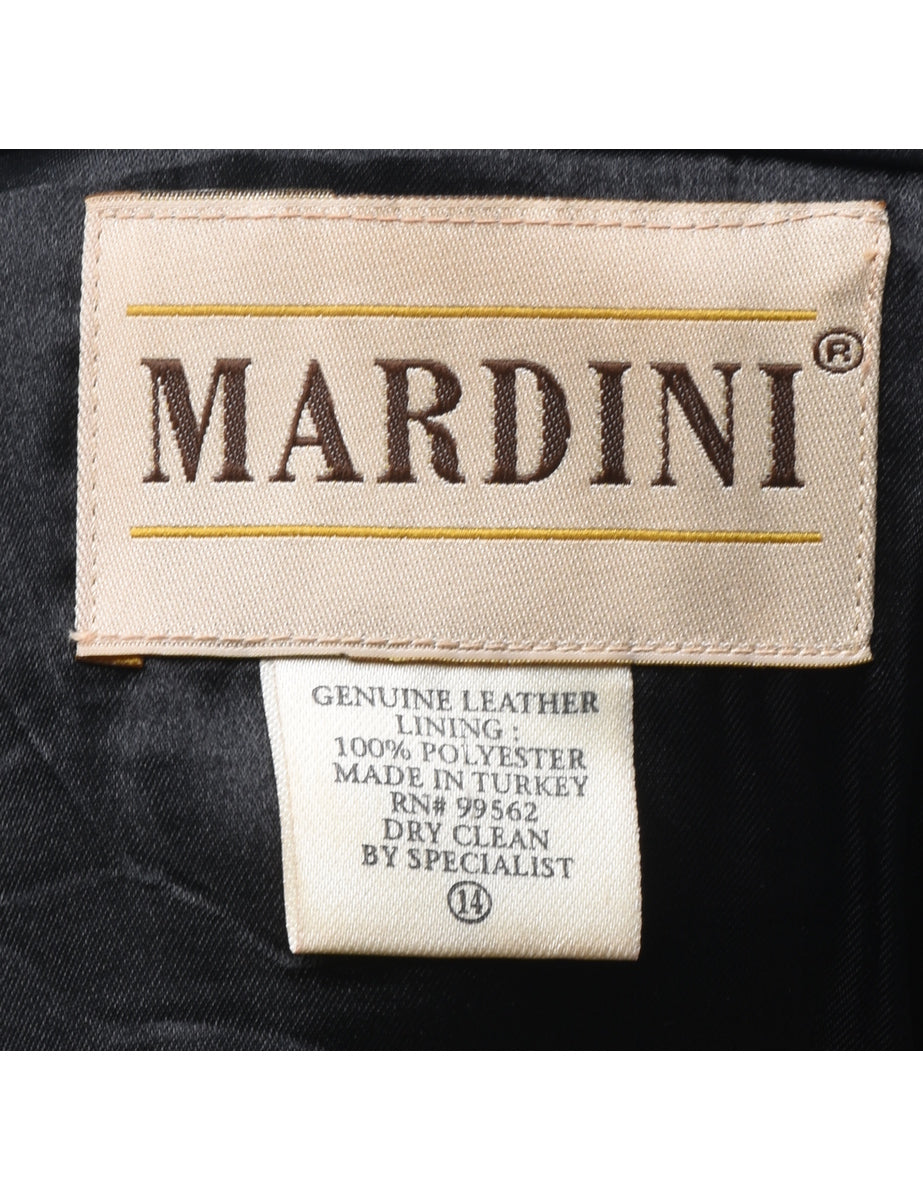 MARDINI®
GENUINE LEATHER
LINING :
100% POLYESTER
MADE IN TURKEY
RN# 99562
DRY CLEAN
BY SPECIALIST
14